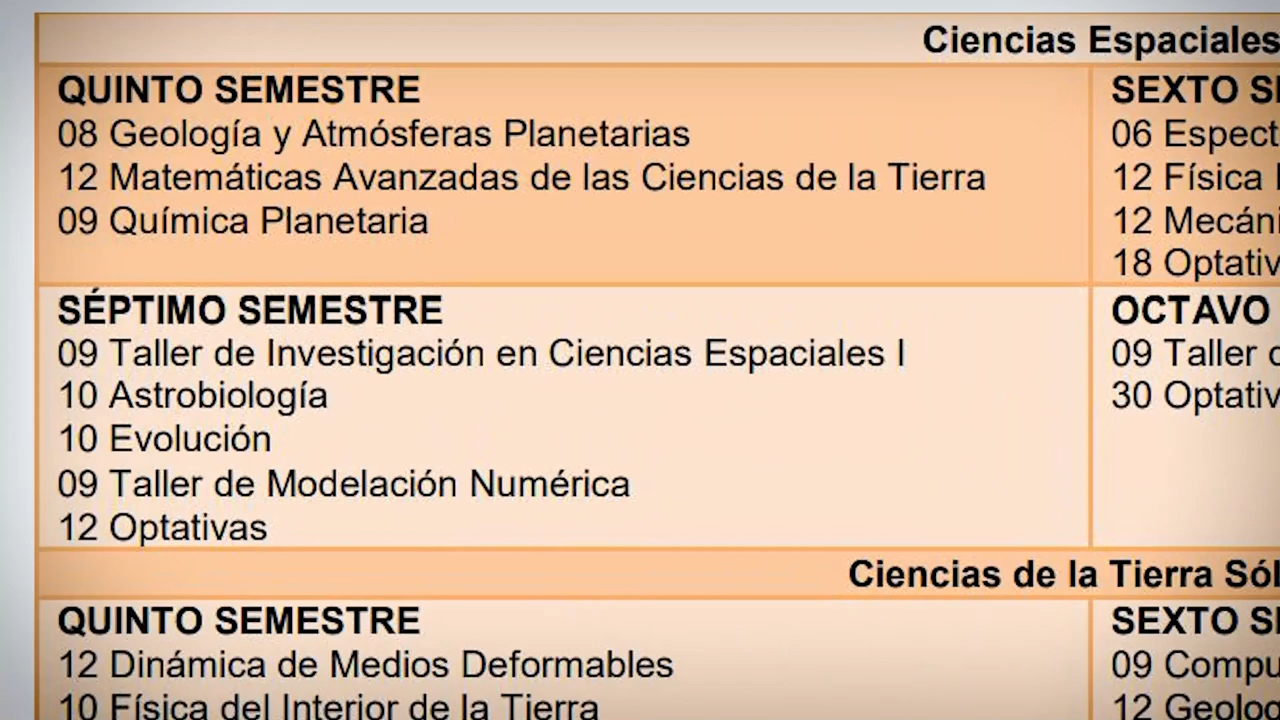 Ciencias Espaciales
QUINTO SEMESTRE
08 Geología y Atmósferas Planetarias
12 Matemáticas Avanzadas de las Ciencias de la Tierra
09 Química Planetaria
SEXTO
06
12 Física
12
18
SÉPTIMO SEMESTRE
09 Taller de Investigación en Ciencias Espaciales I
10 Astrobiología
10 Evolución
09 Taller de Modelación Numérica
12 Optativas
OCTAVO
09 Taller
30
Ciencias de la Tierra
QUINTO SEMESTRE
12 Dinámica de Medios Deformables
10 Física del Interior de la Tierra
SEXTO
09
12